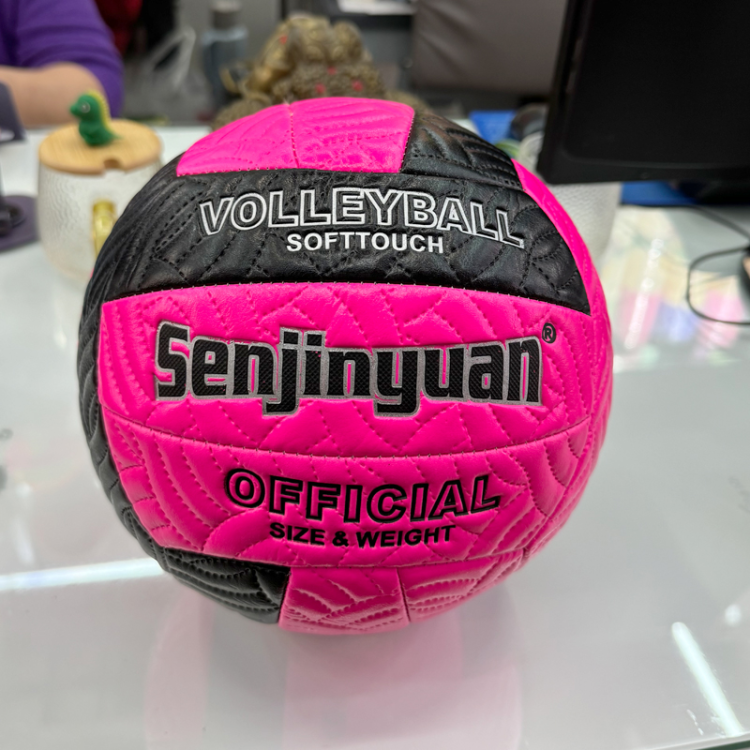 VOLLEYBALL
SOFTTOUCH
Senjinyuan®
OFFICIAL
SIZE & WEIGHT